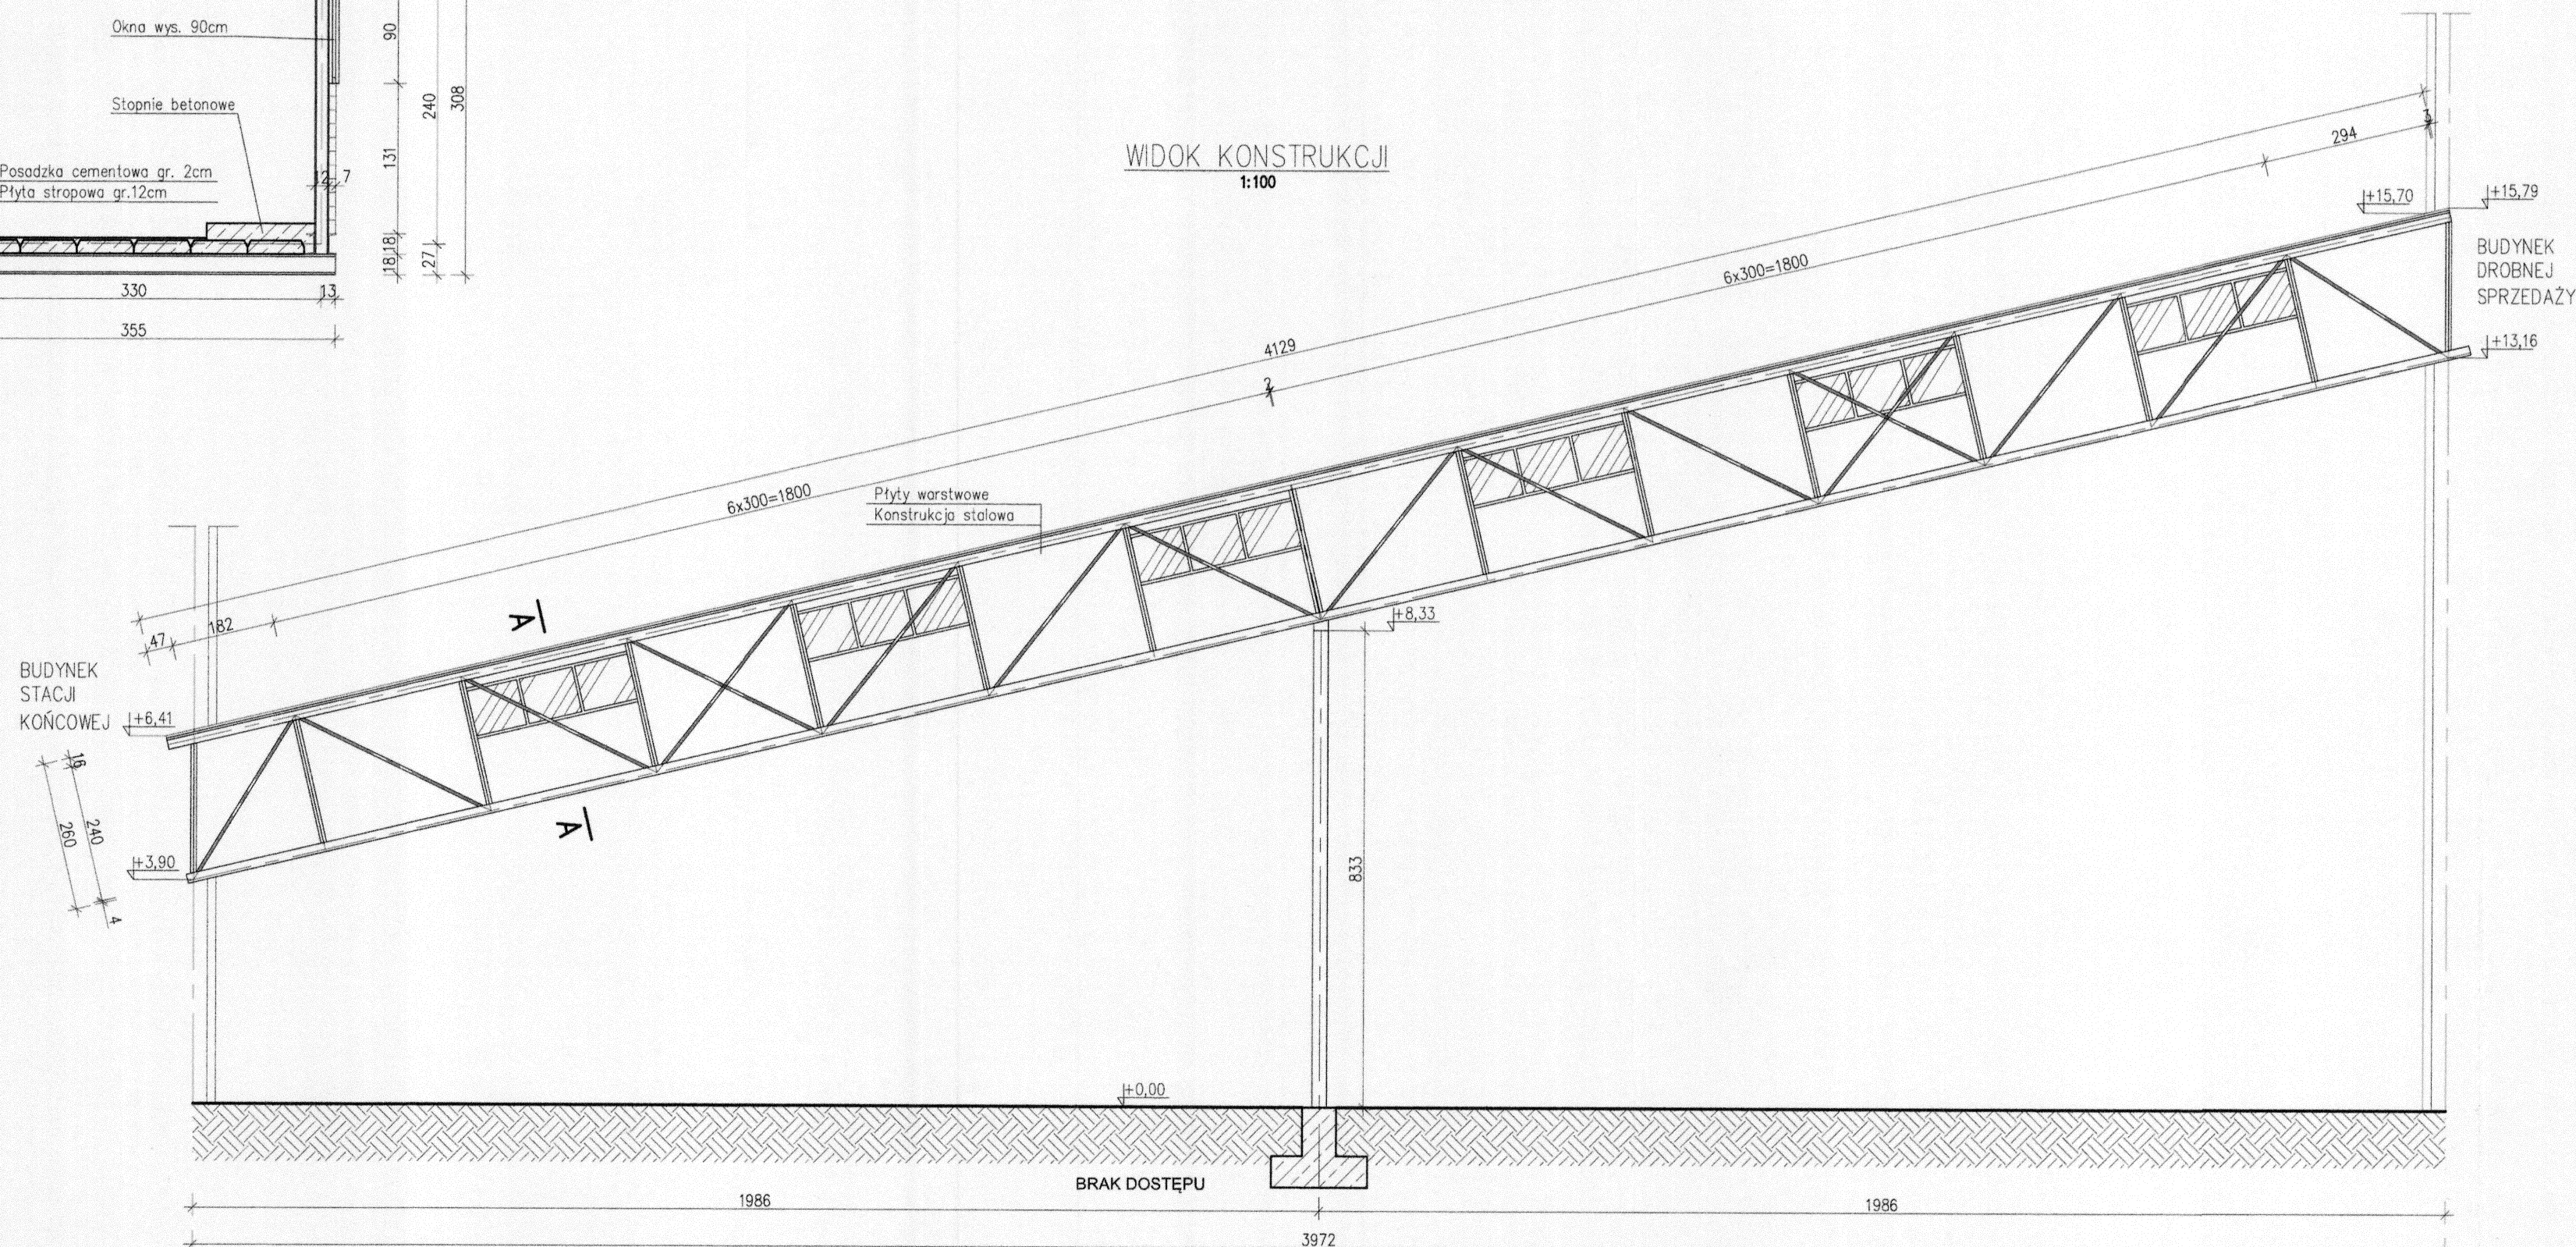 Okna wys. 90cm
Stopnie betonowe
Posadzka cementowa gr. 2cm
Płyta stropowa gr.12cm
12
7
90
131
18
18
240
27
308
330
13
355
WIDOK KONSTRUKCJI
1:100
294
3
+15,70
+15,79
BUDYNEK
DROBNEJ
SPRZEDAŻY
+13,16
6x300=1800
4129
2
6x300=1800
Płyty warstwowe
Konstrukcja stalowa
47
182
A
A
BUDYNEK
STACJI
KOŃCOWEJ
+6,41
16
240
260
4
+3,90
+8,33
833
+0,00
BRAK DOSTĘPU
1986
1986
3972